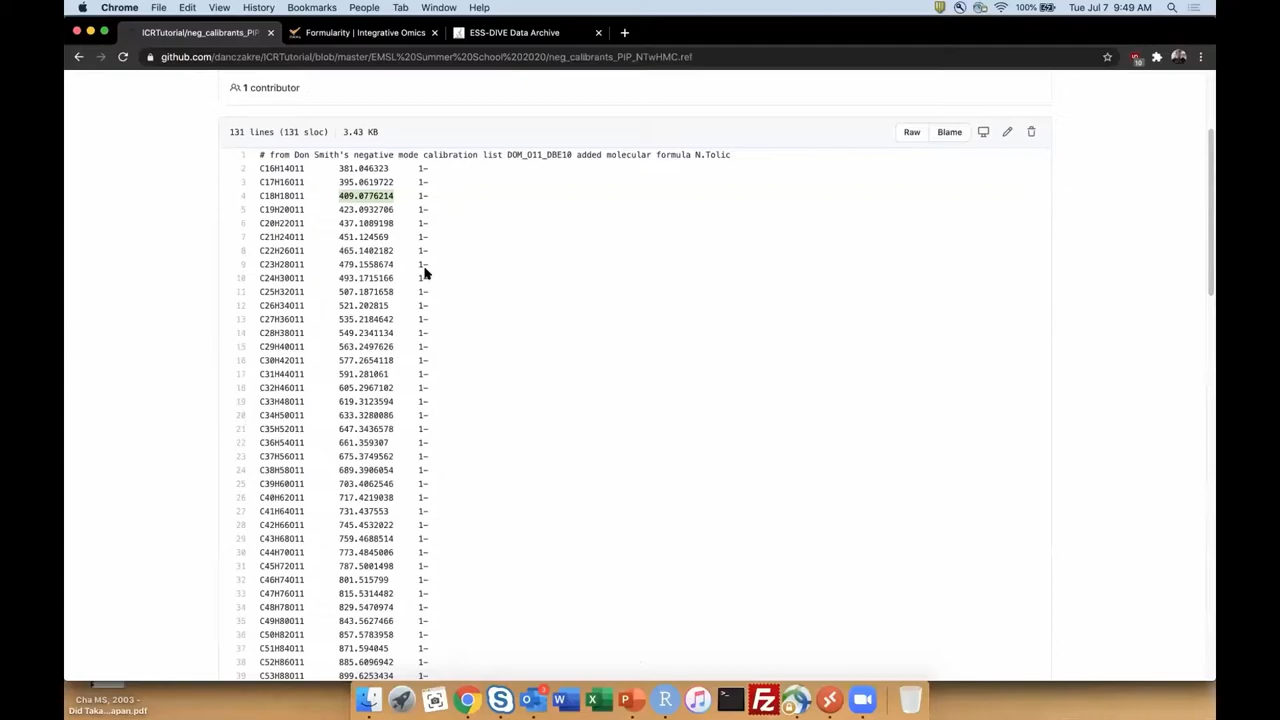 Chrome File Edit View History Bookmarks People Tab Window Help 100% Tue Jul 7 9:49 AM
ICRTutorial/neg_calibrants_PIP_ Formularity | Integrative Omics ESS-DIVE Data Archive
github.com/danczakre/ICRTutorial/blob/master/EMSL%20Summer%20School%202020/neg_calibrants_PIP_NTwHMC.ref
1 contributor
131 lines (131 sloc) 3.43 KB Raw Blame
1 # from Don Smith's negative mode calibration list DOM_O11_DBE10 added molecular formula N.Tolic
2 C16H14O11 381.046323 1-
3 C17H16O11 395.0619722 1-
4 C18H18O11 409.0776214 1-
5 C19H20O11 423.0932706 1-
6 C20H22O11 437.1089198 1-
7 C21H24O11 451.124569 1-
8 C22H26O11 465.1402182 1-
9 C23H28O11 479.1558674 1-
10 C24H30O11 493.1715166 1-
11 C25H32O11 507.1871658 1-
12 C26H34O11 521.202815 1-
13 C27H36O11 535.2184642 1-
14 C28H38O11 549.2341134 1-
15 C29H40O11 563.2497626 1-
16 C30H42O11 577.2654118 1-
17 C31H44O11 591.281061 1-
18 C32H46O11 605.2967102 1-
19 C33H48O11 619.3123594 1-
20 C34H50O11 633.3280086 1-
21 C35H52O11 647.3436578 1-
22 C36H54O11 661.359307 1-
23 C37H56O11 675.3749562 1-
24 C38H58O11 689.3906054 1-
25 C39H60O11 703.4062546 1-
26 C40H62O11 717.4219038 1-
27 C41H64O11 731.437553 1-
28 C42H66O11 745.4532022 1-
29 C43H68O11 759.4688514 1-
30 C44H70O11 773.4845006 1-
31 C45H72O11 787.5001498 1-
32 C46H74O11 801.515799 1-
33 C47H76O11 815.5314482 1-
34 C48H78O11 829.5470974 1-
35 C49H80O11 843.5627466 1-
36 C50H82O11 857.5783958 1-
37 C51H84O11 871.594045 1-
38 C52H86O11 885.6096942 1-
39 C53H88O11 899.6253434 1-
Cha MS, 2003 -
Did Taka...apan.pdf